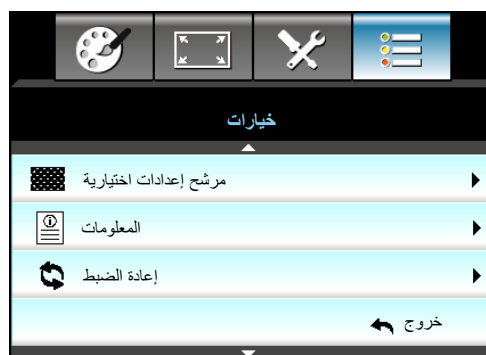 خيارات
مرشح إعدادات اختيارية
المعلومات
إعادة الضبط
خروج